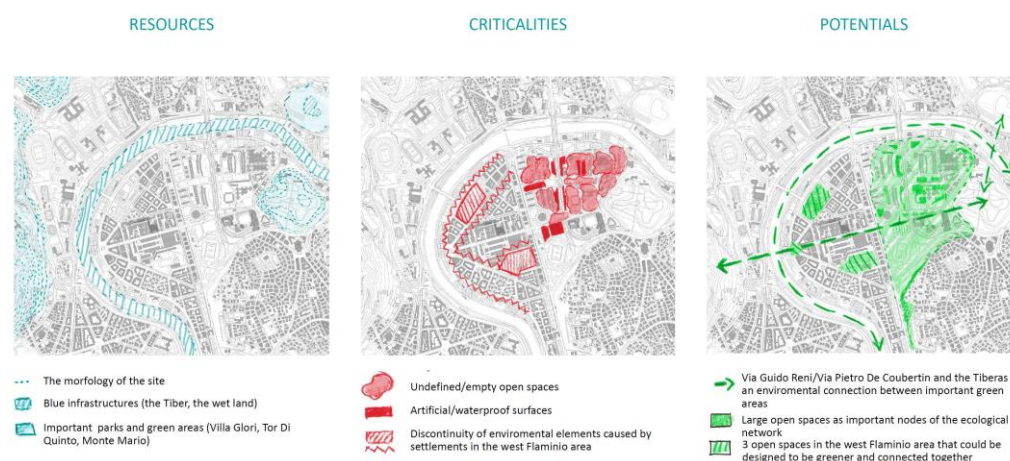 RESOURCES
CRITICALITIES
POTENTIALS
The morfology of the site
Blue infrastructures (the Tiber, the wet land)
Important parks and green areas (Villa Glori, Tor Di
Quinto, Monte Mario)
Undefined/empty open spaces
Artificial/waterproof surfaces
Discontinuity of enviromental elements caused by
settlements in the west Flaminio area
Via Guido Reni/Via Pietro De Coubertin and the Tiberas
an enviromental connection between important green
areas
Large open spaces as important nodes of the ecological
network
3 open spaces in the west Flaminio area that could be
designed to be greener and connected together